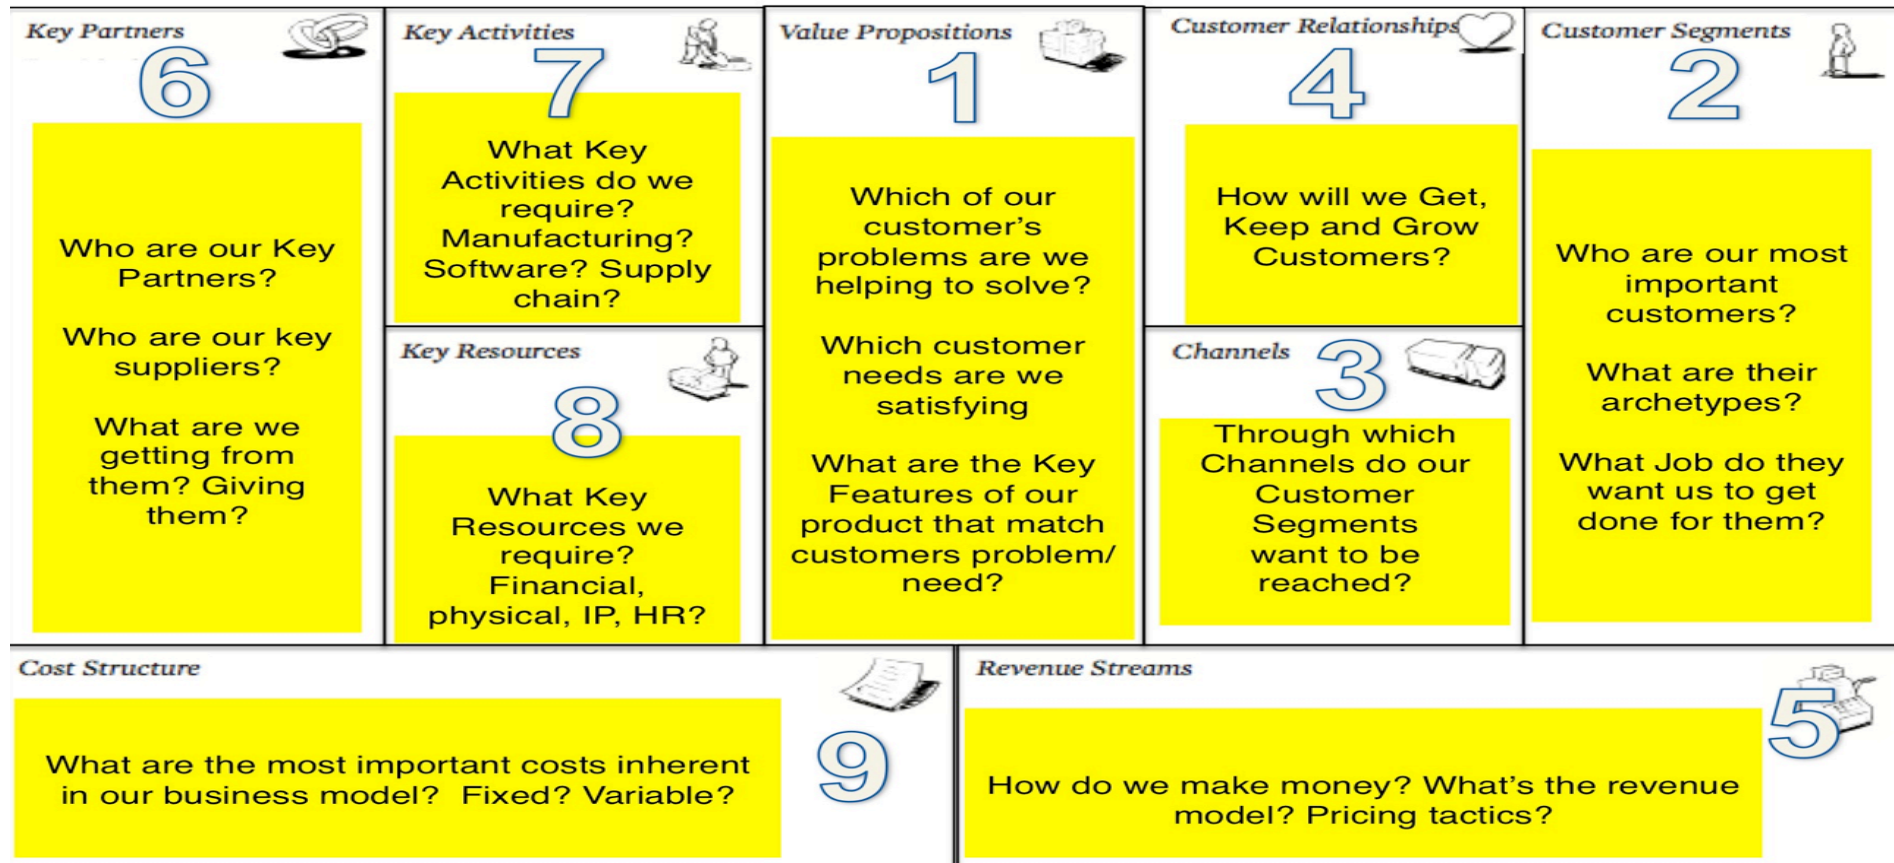 Key Partners
6
Who are our Key
Partners?
Who are our key
suppliers?
What are we
getting from
them? Giving
them?
Key Activities
7
What Key
Activities do we
require?
Manufacturing?
Software? Supply
chain?
Key Resources
8
What Key
Resources we
require?
Financial,
physical, IP, HR?
Value Propositions
1
Which of our
customer’s
problems are we
helping to solve?
Which customer
needs are we
satisfying
What are the Key
Features of our
product that match
customers problem/
need?
Customer Relationships
4
How will we Get,
Keep and Grow
Customers?
Channels
3
Through which
Channels do our
Customer
Segments
want to be
reached?
Customer Segments
2
Who are our most
important
customers?
What are their
archetypes?
What Job do they
want us to get
done for them?
Cost Structure
9
What are the most important costs inherent
in our business model? Fixed? Variable?
Revenue Streams
5
How do we make money? What’s the revenue
model? Pricing tactics?